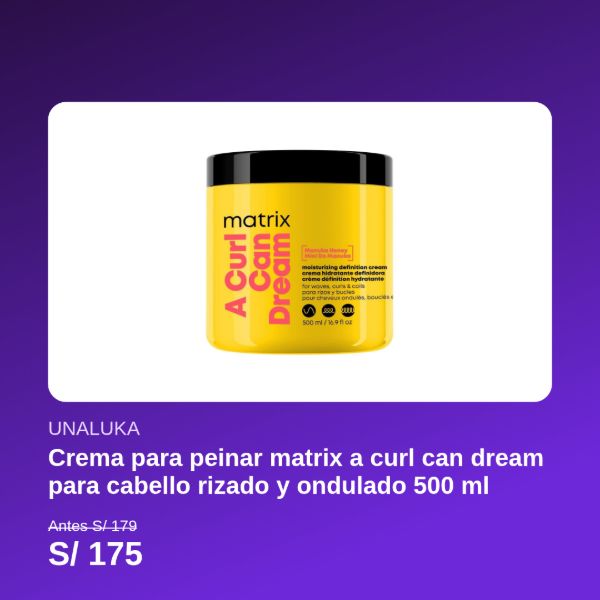 matrix
A Curl
Can
Dream
Manuka Honey
Miel De Manuka
moisturizing definition cream
crema hidratante definidora
crème définition hydratante
for waves, curls & coils
para rizos y bucles
pour cheveux ondulés, bouclés e
500 ml / 16.9 fl oz
UNALUKA
Crema para peinar matrix a curl can dream
para cabello rizado y ondulado 500 ml
Antes S/ 179
S/ 175